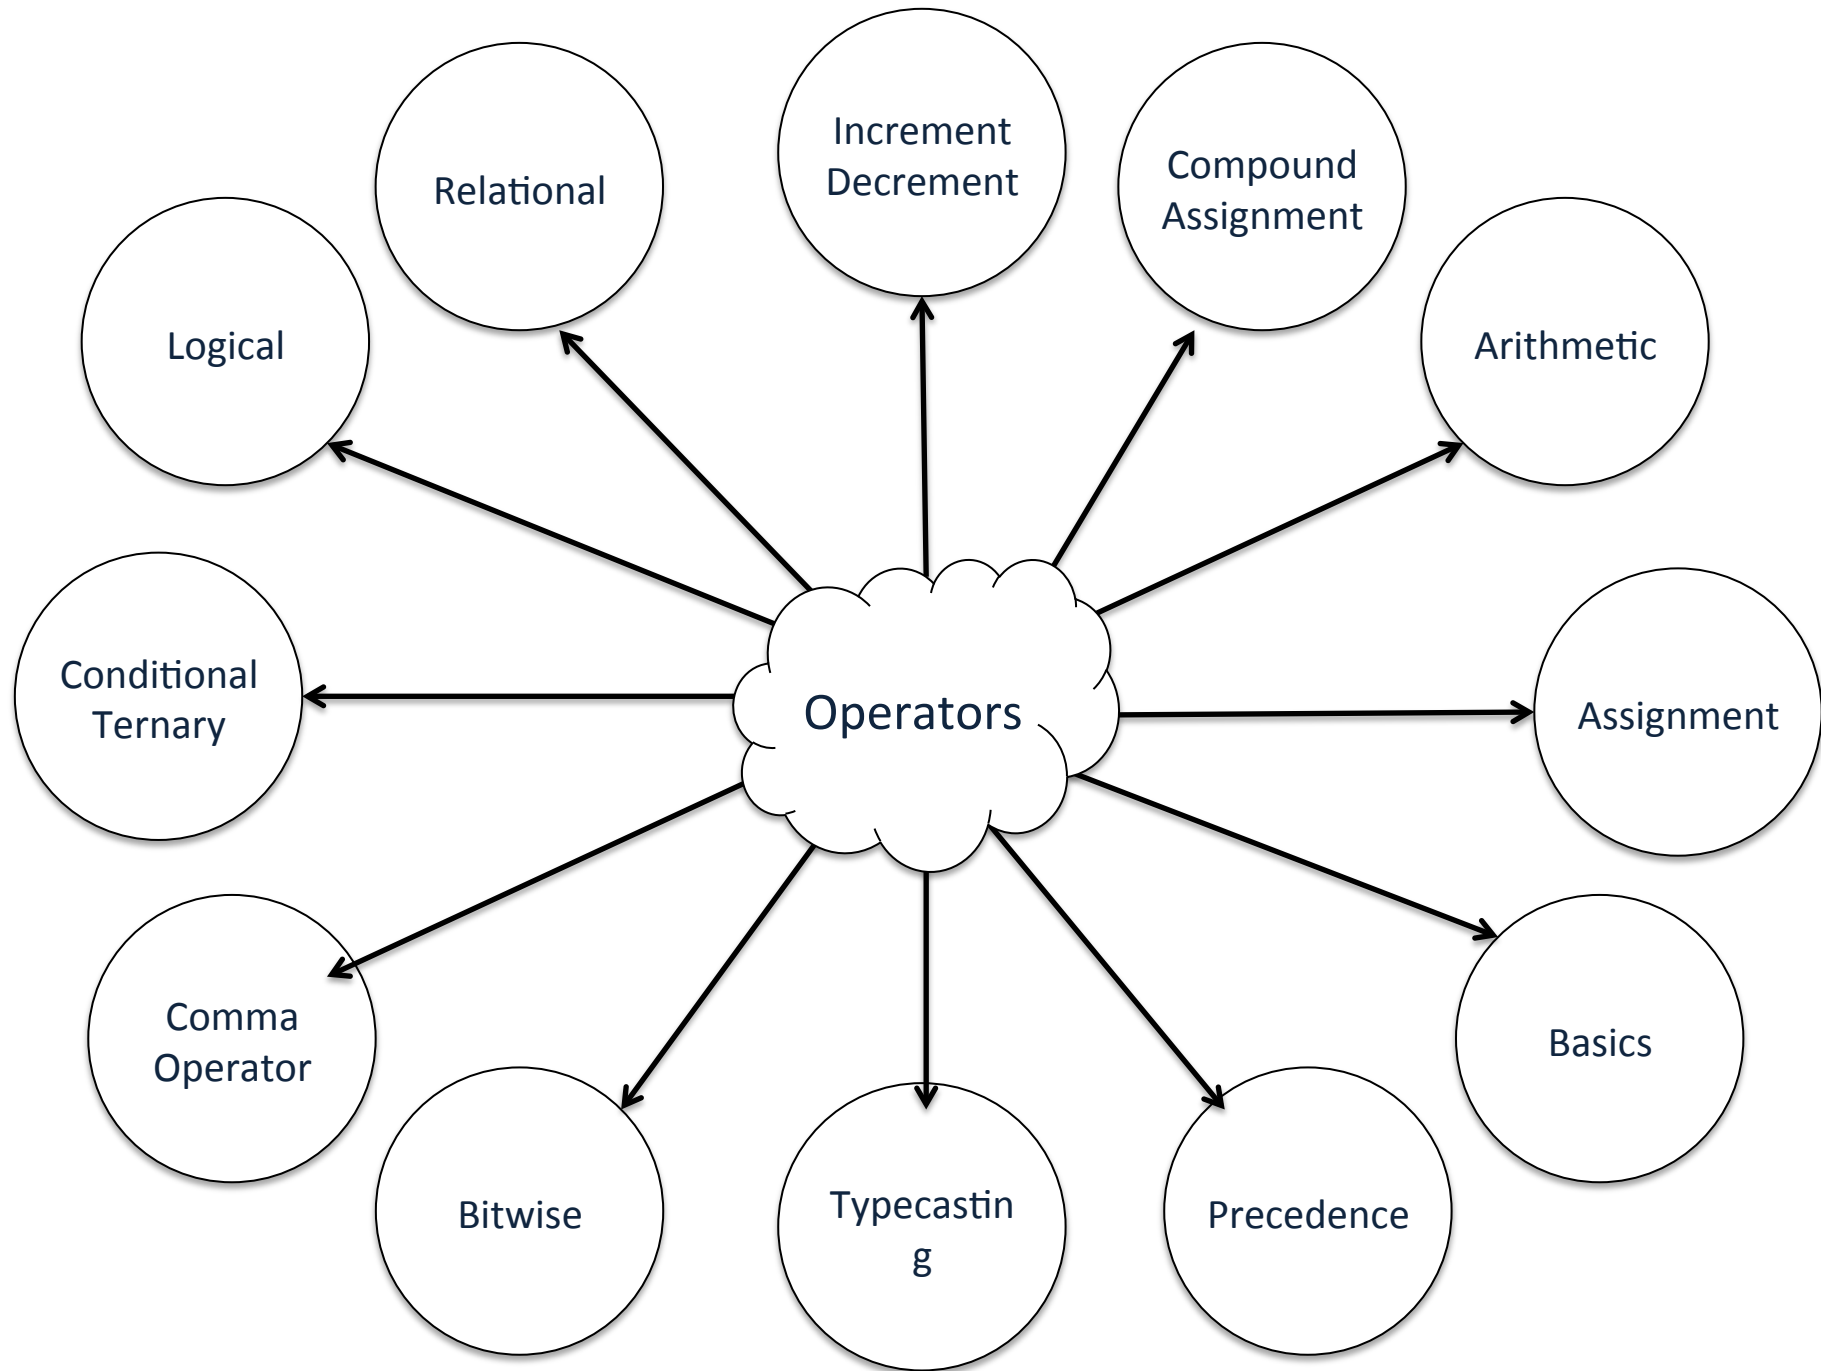 Increment
Decrement
Compound
Assignment
Relational
Logical
Arithmetic
Conditional
Ternary
Operators
Assignment
Comma
Operator
Basics
Bitwise
Typecastin
g
Precedence